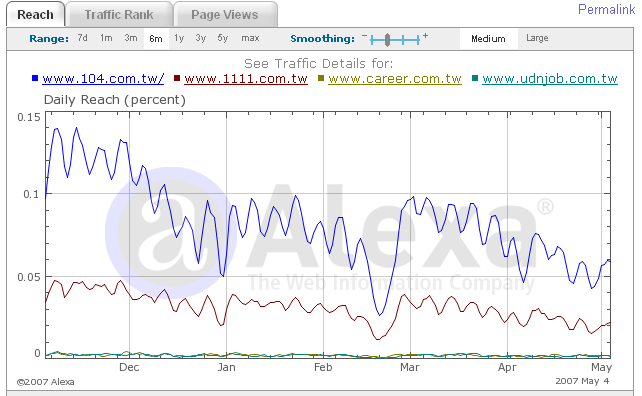 Reach Traffic Rank Page Views Permalink
Range: 7d 1m 3m 6m 1y 3y 5y max Smoothing: − + Medium Large
See Traffic Details for:
www.104.com.tw/ www.1111.com.tw www.career.com.tw www.udnjob.com.tw
Daily Reach (percent)
0.15
0.1
a Alexa®
0.05
The Web Information Company
0
Dec Jan Feb Mar Apr May
©2007 Alexa 2007 May 4